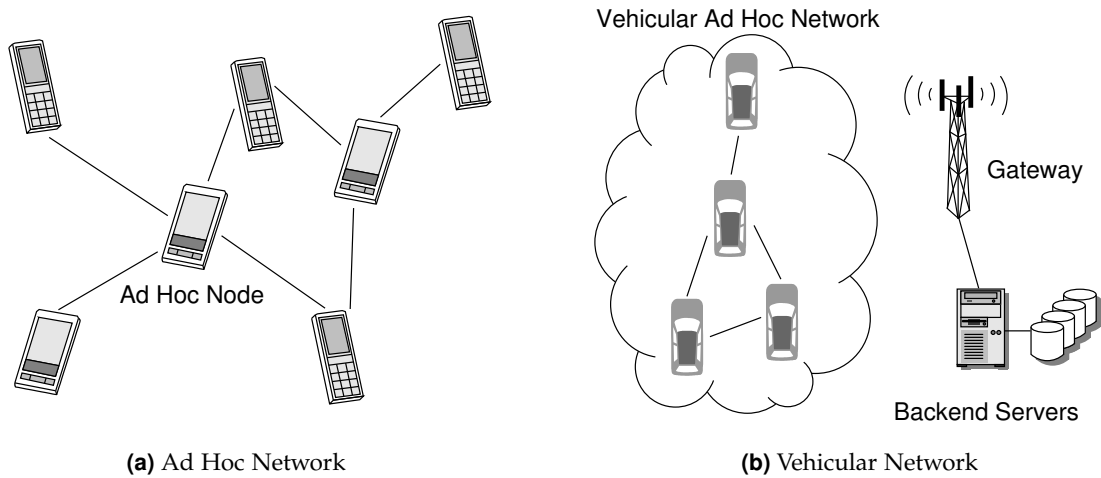 Vehicular Ad Hoc Network
Ad Hoc Node
Gateway
Backend Servers
(a) Ad Hoc Network
(b) Vehicular Network